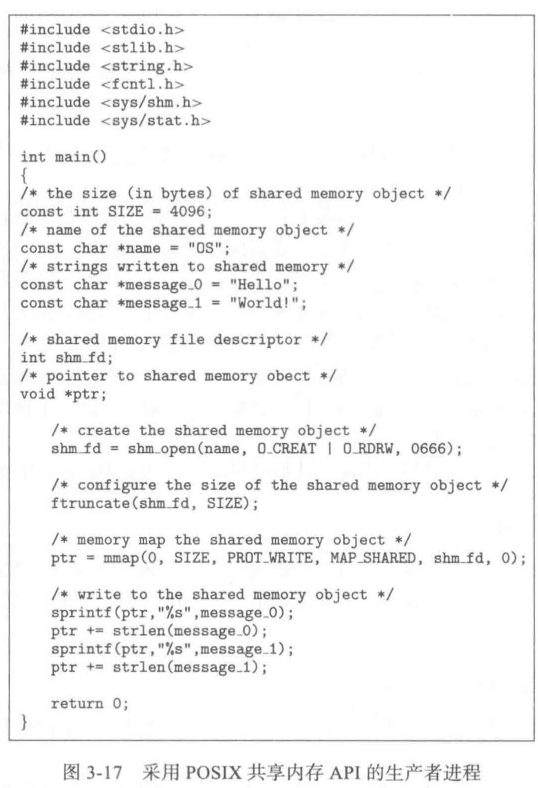 #include <stdio.h>
#include <stlib.h>
#include <string.h>
#include <fcntl.h>
#include <sys/shm.h>
#include <sys/stat.h>

int main()
{
/* the size (in bytes) of shared memory object */
const int SIZE = 4096;
/* name of the shared memory object */
const char *name = "OS";
/* strings written to shared memory */
const char *message_0 = "Hello";
const char *message_1 = "World!";

/* shared memory file descriptor */
int shm_fd;
/* pointer to shared memory obect */
void *ptr;

   /* create the shared memory object */
   shm_fd = shm_open(name, O_CREAT | O_RDRW, 0666);

   /* configure the size of the shared memory object */
   ftruncate(shm_fd, SIZE);

   /* memory map the shared memory object */
   ptr = mmap(0, SIZE, PROT_WRITE, MAP_SHARED, shm_fd, 0);

   /* write to the shared memory object */
   sprintf(ptr,"%s",message_0);
   ptr += strlen(message_0);
   sprintf(ptr,"%s",message_1);
   ptr += strlen(message_1);

   return 0;
}
图 3-17 采用 POSIX 共享内存 API 的生产者进程